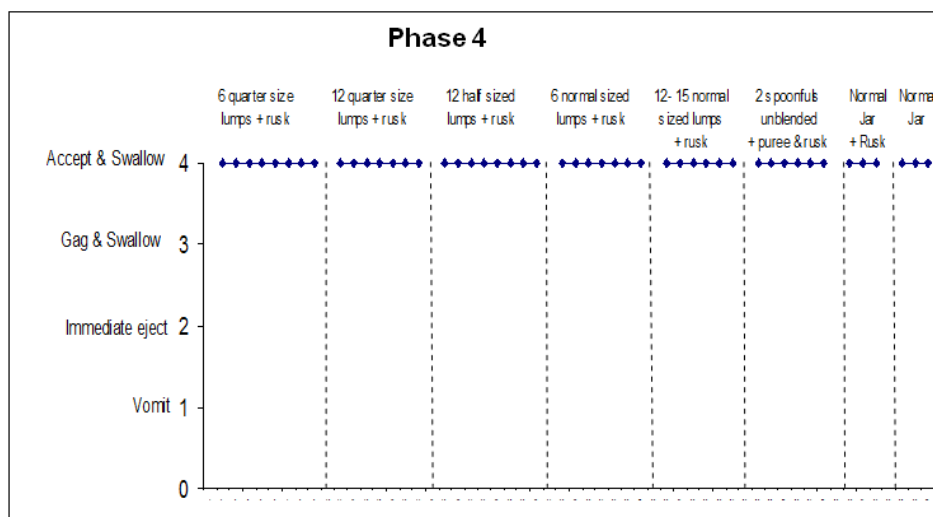 Phase 4
6 quarter size
lumps + rusk
12 quarter size
lumps + rusk
12 half sized
lumps + rusk
6 normal sized
lumps + rusk
12- 15 normal
sized lumps
+ rusk
2 spoonfuls
unblended
+ puree & rusk
Normal
Jar
+ Rusk
Norma
Jar
Accept & Swallow 4
Gag & Swallow 3
Immediate eject 2
Vomit 1
0